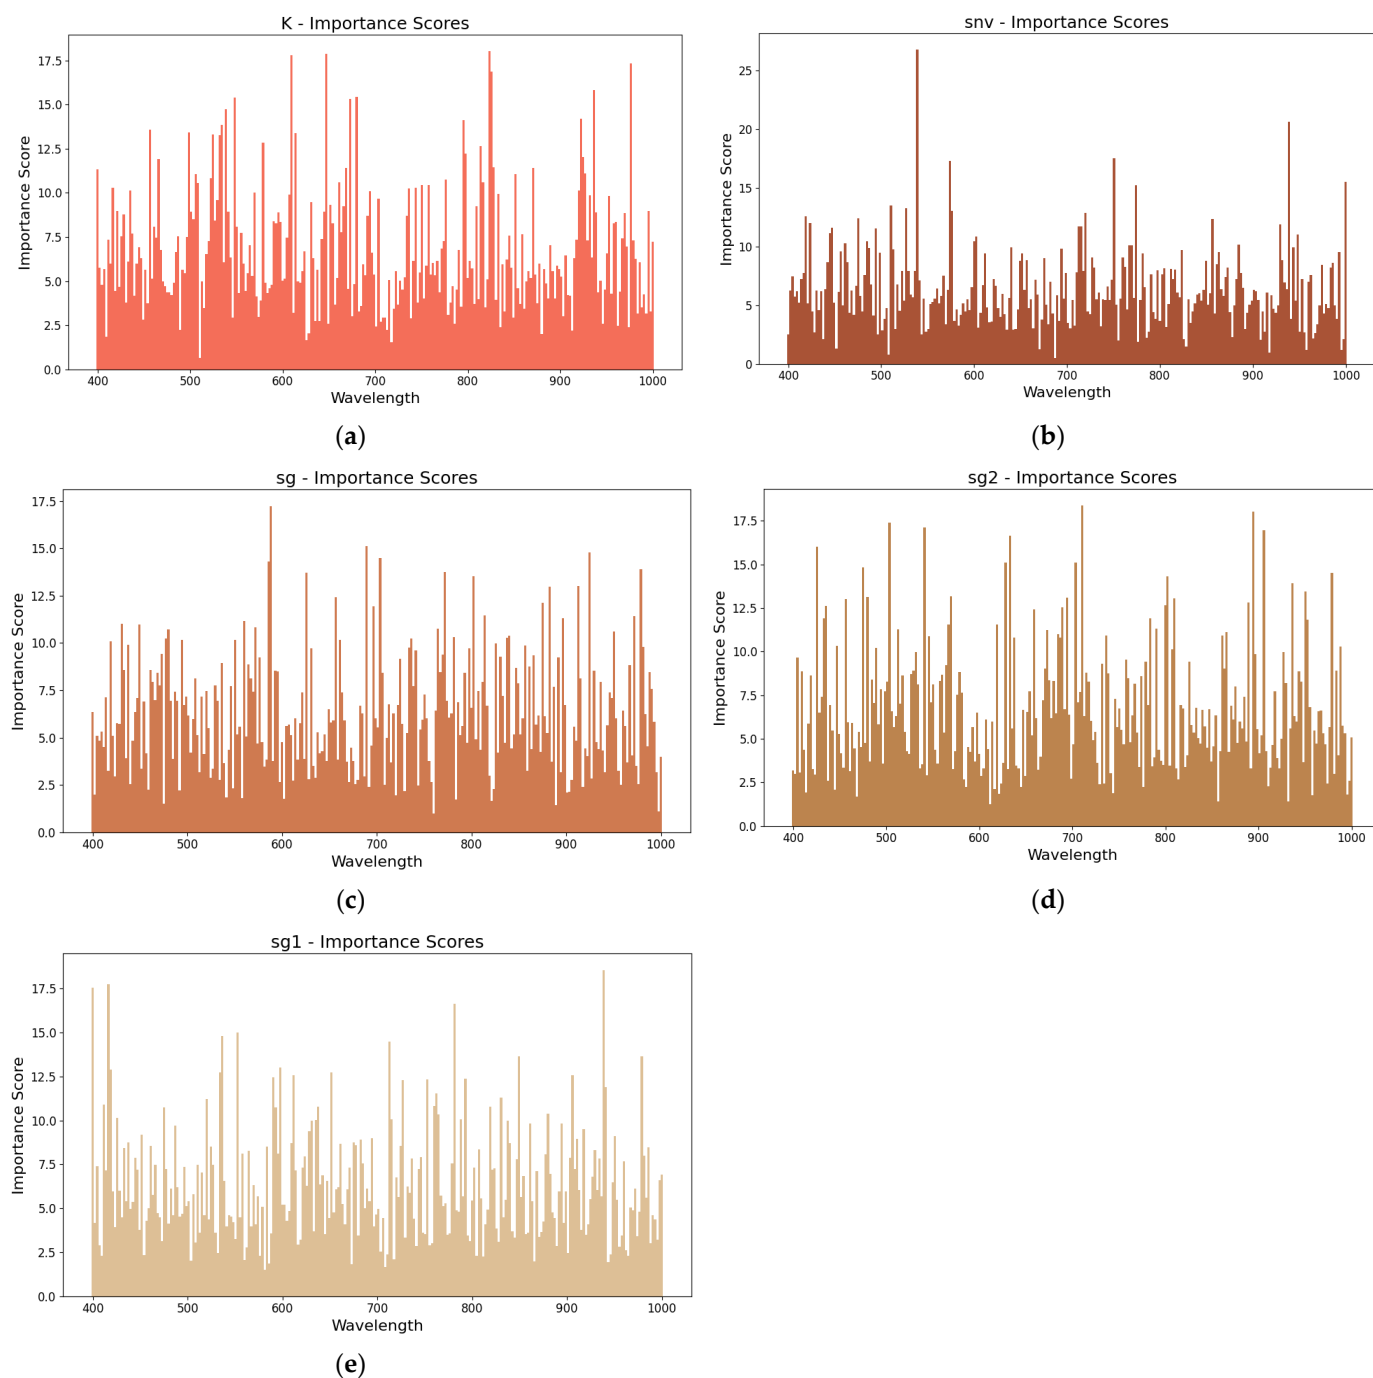 K - Importance Scores
17.5
15.0
12.5
10.0
7.5
5.0
2.5
0.0
Importance Score
400 500 600 700 800 900 1000
Wavelength
(a)
snv - Importance Scores
25
20
15
10
5
0
Importance Score
400 500 600 700 800 900 1000
Wavelength
(b)
sg - Importance Scores
17.5
15.0
12.5
10.0
7.5
5.0
2.5
0.0
Importance Score
400 500 600 700 800 900 1000
Wavelength
(c)
sg2 - Importance Scores
17.5
15.0
12.5
10.0
7.5
5.0
2.5
0.0
Importance Score
400 500 600 700 800 900 1000
Wavelength
(d)
sg1 - Importance Scores
17.5
15.0
12.5
10.0
7.5
5.0
2.5
0.0
Importance Score
400 500 600 700 800 900 1000
Wavelength
(e)